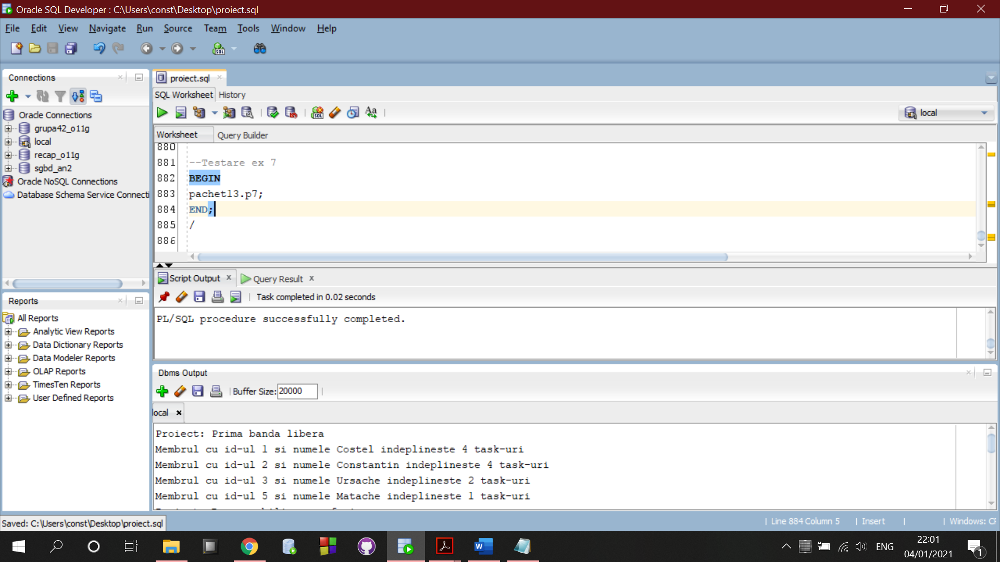 Oracle SQL Developer : C:\Users\const\Desktop\proiect.sql
File Edit View Navigate Run Source Team Tools Window Help
Connections
Oracle Connections
grupa42_o11g
local
recap_o11g
sgbd_an2
Oracle NoSQL Connections
Database Schema Service Connecti
Reports
All Reports
Analytic View Reports
Data Dictionary Reports
Data Modeler Reports
OLAP Reports
TimesTen Reports
User Defined Reports
proiect.sql
SQL Worksheet History
local
Worksheet Query Builder
880
881 --Testare ex 7
882 BEGIN
883 pachet13.p7;
884 END;
885 /
886
Script Output Query Result
Task completed in 0.02 seconds
PL/SQL procedure successfully completed.
Dbms Output
Buffer Size: 20000
local
Proiect: Prima banda libera
Membrul cu id-ul 1 si numele Costel indeplineste 4 task-uri
Membrul cu id-ul 2 si numele Constantin indeplineste 4 task-uri
Membrul cu id-ul 3 si numele Ursache indeplineste 2 task-uri
Membrul cu id-ul 5 si numele Matache indeplineste 1 task-uri
Saved: C:\Users\const\Desktop\proiect.sql
Line 884 Column 5 Insert Windows: CF
ENG
22:01
04/01/2021
1